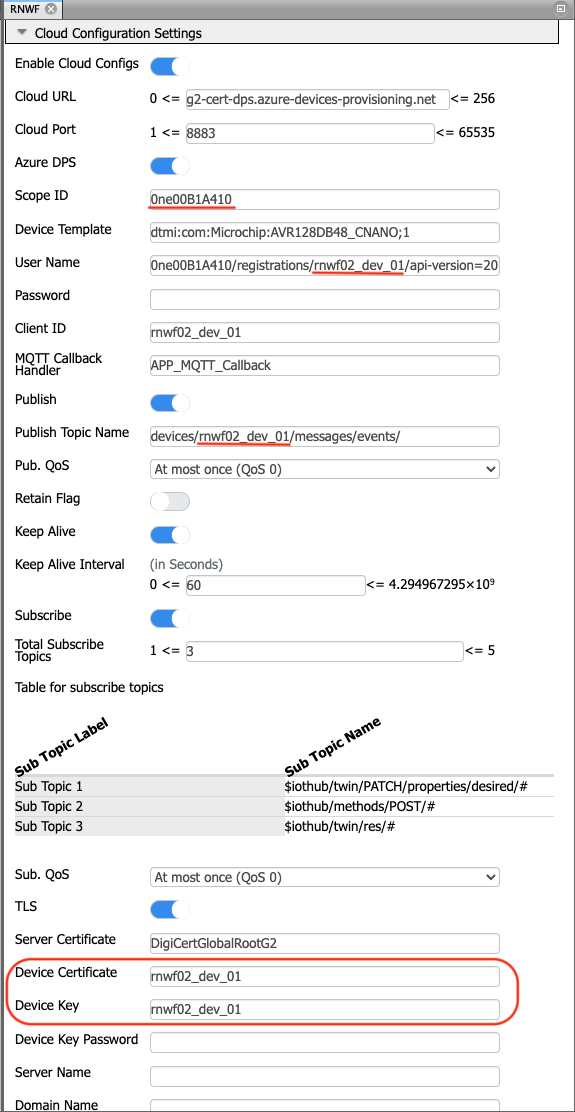 RNWF
Cloud Configuration Settings
Enable Cloud Configs
Cloud URL 0 <= g2-cert-dps.azure-devices-provisioning.net <= 256
Cloud Port 1 <= 8883 <= 65535
Azure DPS
Scope ID 0ne00B1A410
Device Template dtmi:com:Microchip:AVR128DB48_CNANO;1
User Name 0ne00B1A410/registrations/rnwf02_dev_01/api-version=20
Password
Client ID rnwf02_dev_01
MQTT Callback
Handler APP_MQTT_Callback
Publish
Publish Topic Name devices/rnwf02_dev_01/messages/events/
Pub. QoS At most once (QoS 0)
Retain Flag
Keep Alive
Keep Alive Interval (in Seconds)
0 <= 60 <= 4.294967295×10⁹
Subscribe
Total Subscribe
Topics 1 <= 3 <= 5
Table for subscribe topics
Sub Topic Label Sub Topic Name
Sub Topic 1 $iothub/twin/PATCH/properties/desired/#
Sub Topic 2 $iothub/methods/POST/#
Sub Topic 3 $iothub/twin/res/#
Sub. QoS At most once (QoS 0)
TLS
Server Certificate DigiCertGlobalRootG2
Device Certificate rnwf02_dev_01
Device Key rnwf02_dev_01
Device Key Password
Server Name
Domain Name